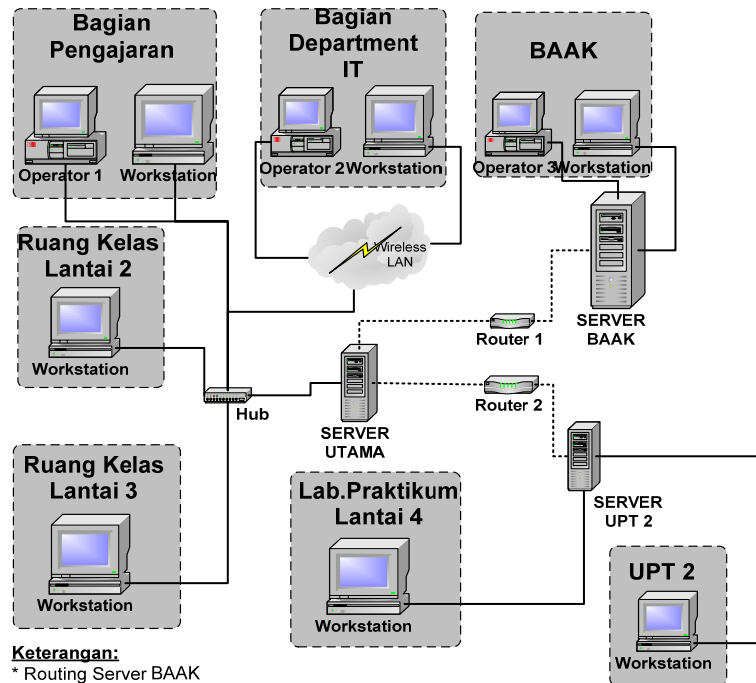 Bagian
Pengajaran
Operator 1
Workstation
Bagian
Department
IT
Operator 2
Workstation
BAAK
Operator 3
Workstation
Wireless
LAN
SERVER
BAAK
Ruang Kelas
Lantai 2
Workstation
Router 1
Hub
SERVER
UTAMA
Router 2
Ruang Kelas
Lantai 3
Workstation
Lab.Praktikum
Lantai 4
Workstation
SERVER
UPT 2
UPT 2
Workstation
Keterangan:
* Routing Server BAAK